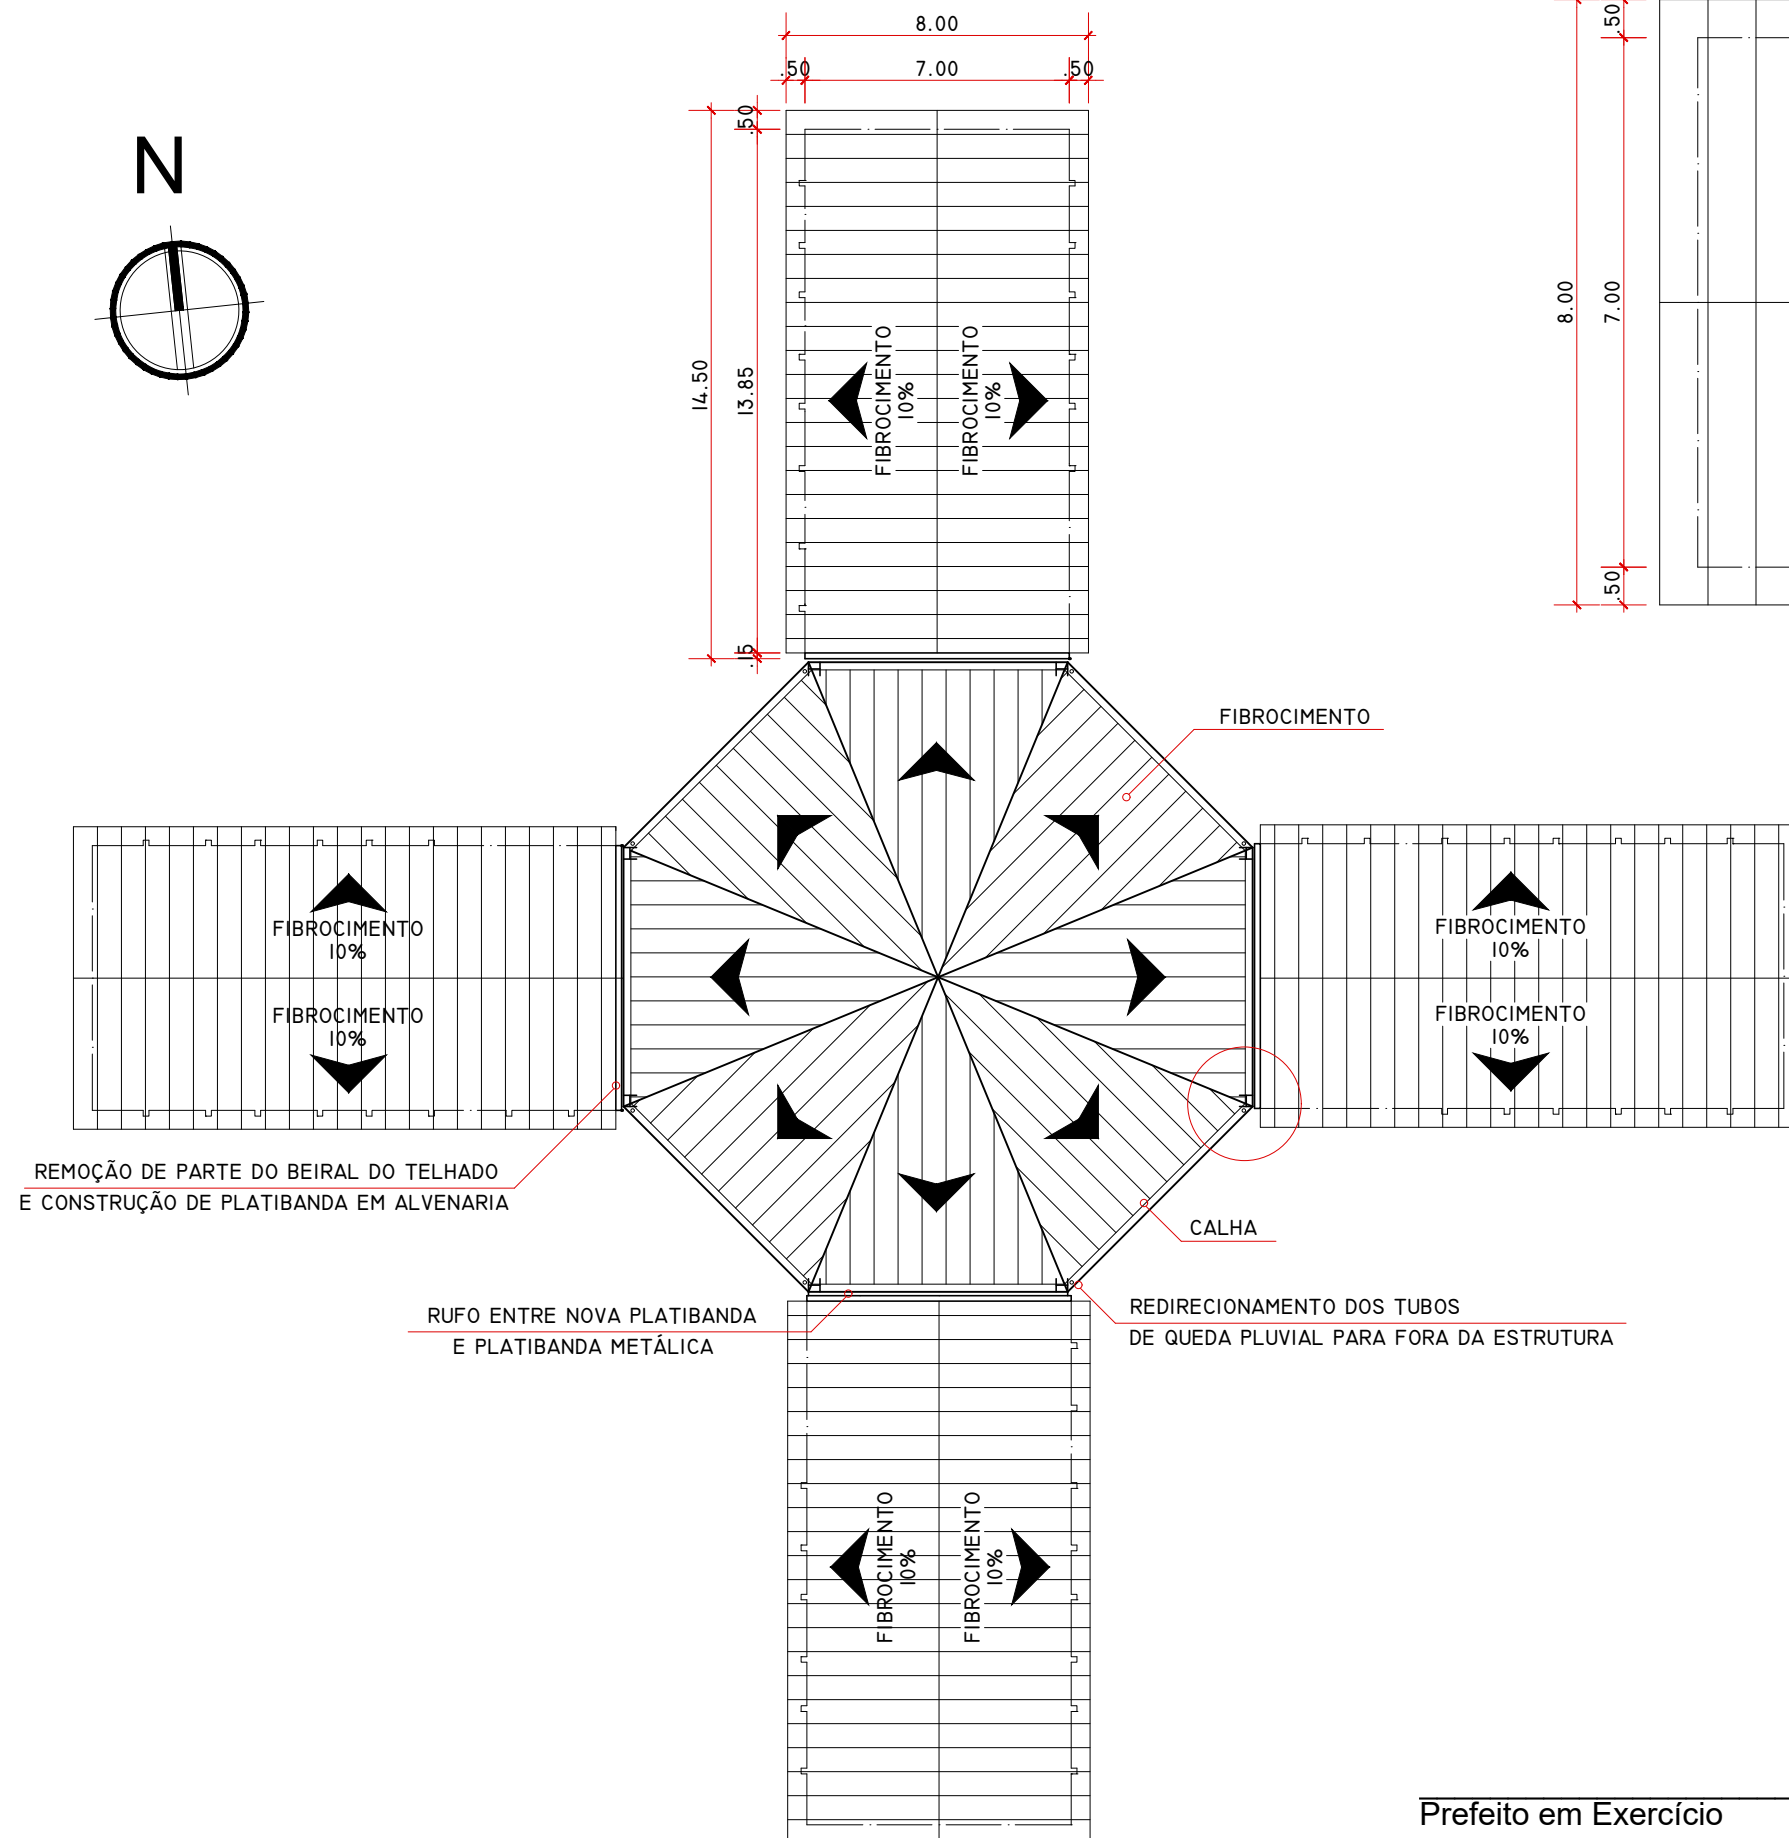 8.00
.50
7.00
.50
.50
14.50
13.85
.15
N
.50
8.00
7.00
.50
FIBROCIMENTO
10%
FIBROCIMENTO
10%
FIBROCIMENTO
FIBROCIMENTO
10%
FIBROCIMENTO
10%
FIBROCIMENTO
10%
FIBROCIMENTO
10%
REMOÇÃO DE PARTE DO BEIRAL DO TELHADO
E CONSTRUÇÃO DE PLATIBANDA EM ALVENARIA
CALHA
RUFO ENTRE NOVA PLATIBANDA
E PLATIBANDA METÁLICA
REDIRECIONAMENTO DOS TUBOS
DE QUEDA PLUVIAL PARA FORA DA ESTRUTURA
FIBROCIMENTO
10%
FIBROCIMENTO
10%
Prefeito em Exercício